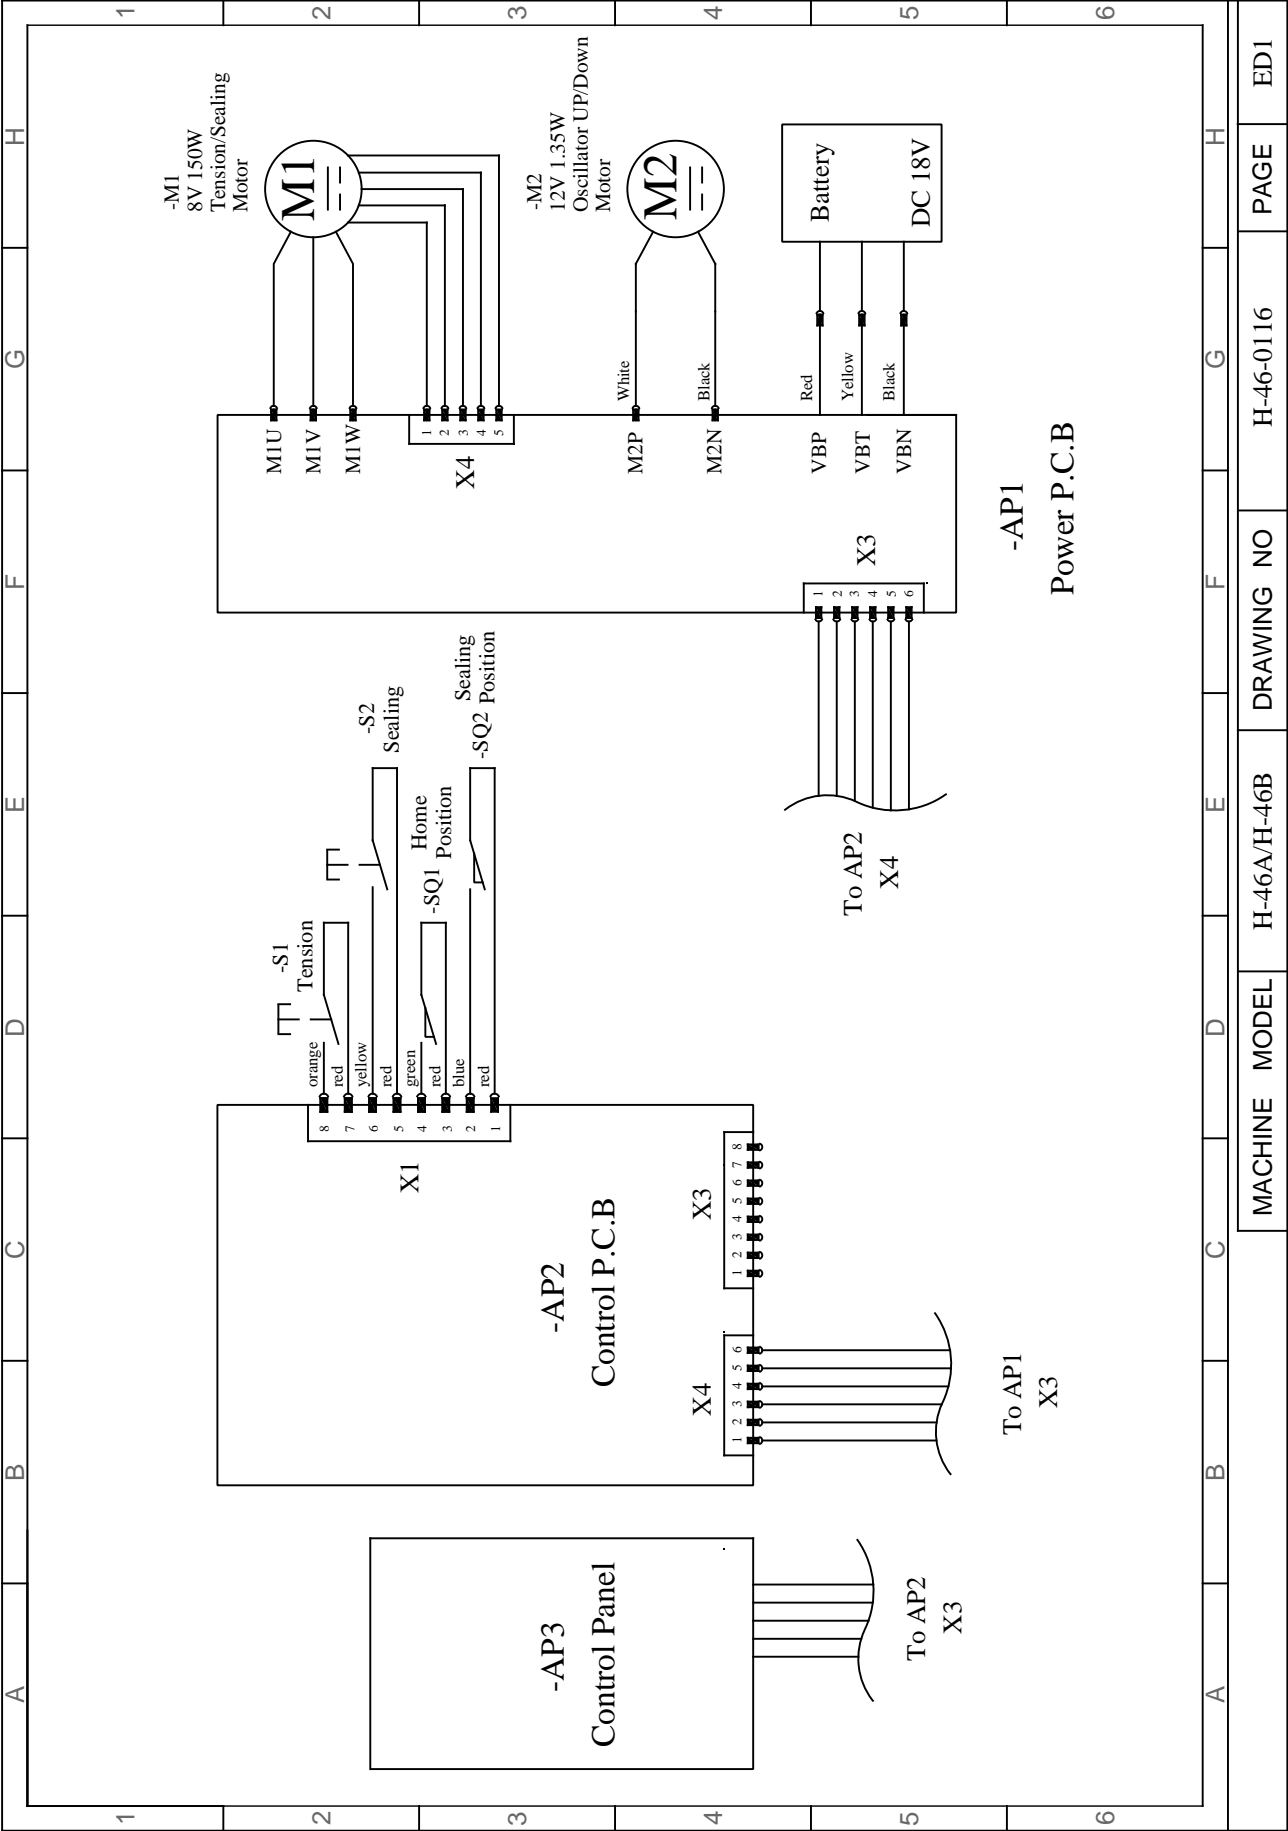 A
B
C
D
E
F
G
H
1
2
3
4
5
6
-AP3
Control Panel
To AP2
X3
-AP2
Control P.C.B
X1
8
7
6
5
4
3
2
1
orange
red
yellow
red
green
red
blue
red
-S1
Tension
-S2
Sealing
-SQ1
Home
Position
-SQ2
Sealing
Position
X4
1 2 3 4 5 6
X3
1 2 3 4 5 6 7 8
To AP1
X3
M1U
M1V
M1W
X4
1
2
3
4
5
M2P
M2N
VBP
VBT
VBN
White
Black
Red
Yellow
Black
X3
1
2
3
4
5
6
To AP2
X4
-AP1
Power P.C.B
-M1
8V 150W
Tension/Sealing
Motor
M1
-M2
12V 1.35W
Oscillator UP/Down
Motor
M2
Battery
DC 18V
1
2
3
4
5
6
A
B
C
D
E
F
G
H
MACHINE MODEL
H-46A/H-46B
DRAWING NO
H-46-0116
PAGE
ED1